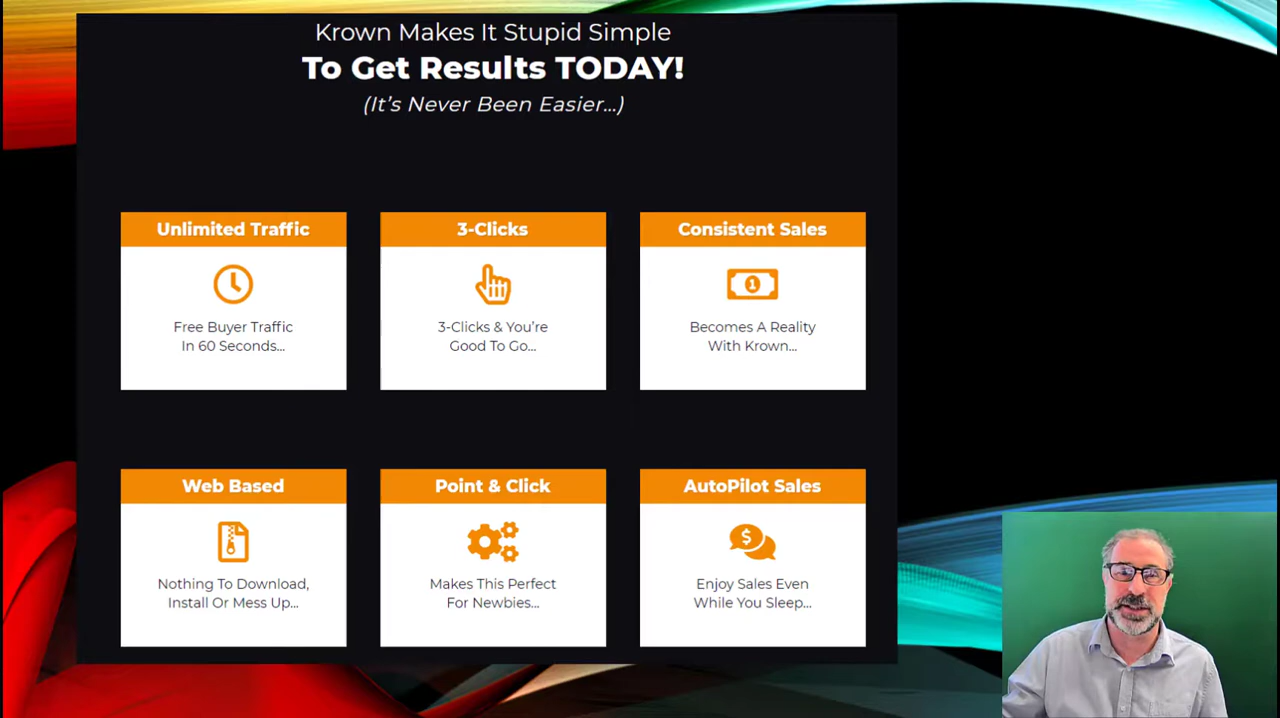 Krown Makes It Stupid Simple
To Get Results TODAY!
(It's Never Been Easier...)
Unlimited Traffic
Free Buyer Traffic
In 60 Seconds...
3-Clicks
3-Clicks & You're
Good To Go...
Consistent Sales
Becomes A Reality
With Krown...
Web Based
Nothing To Download,
Install Or Mess Up...
Point & Click
Makes This Perfect
For Newbies...
AutoPilot Sales
Enjoy Sales Even
While You Sleep...